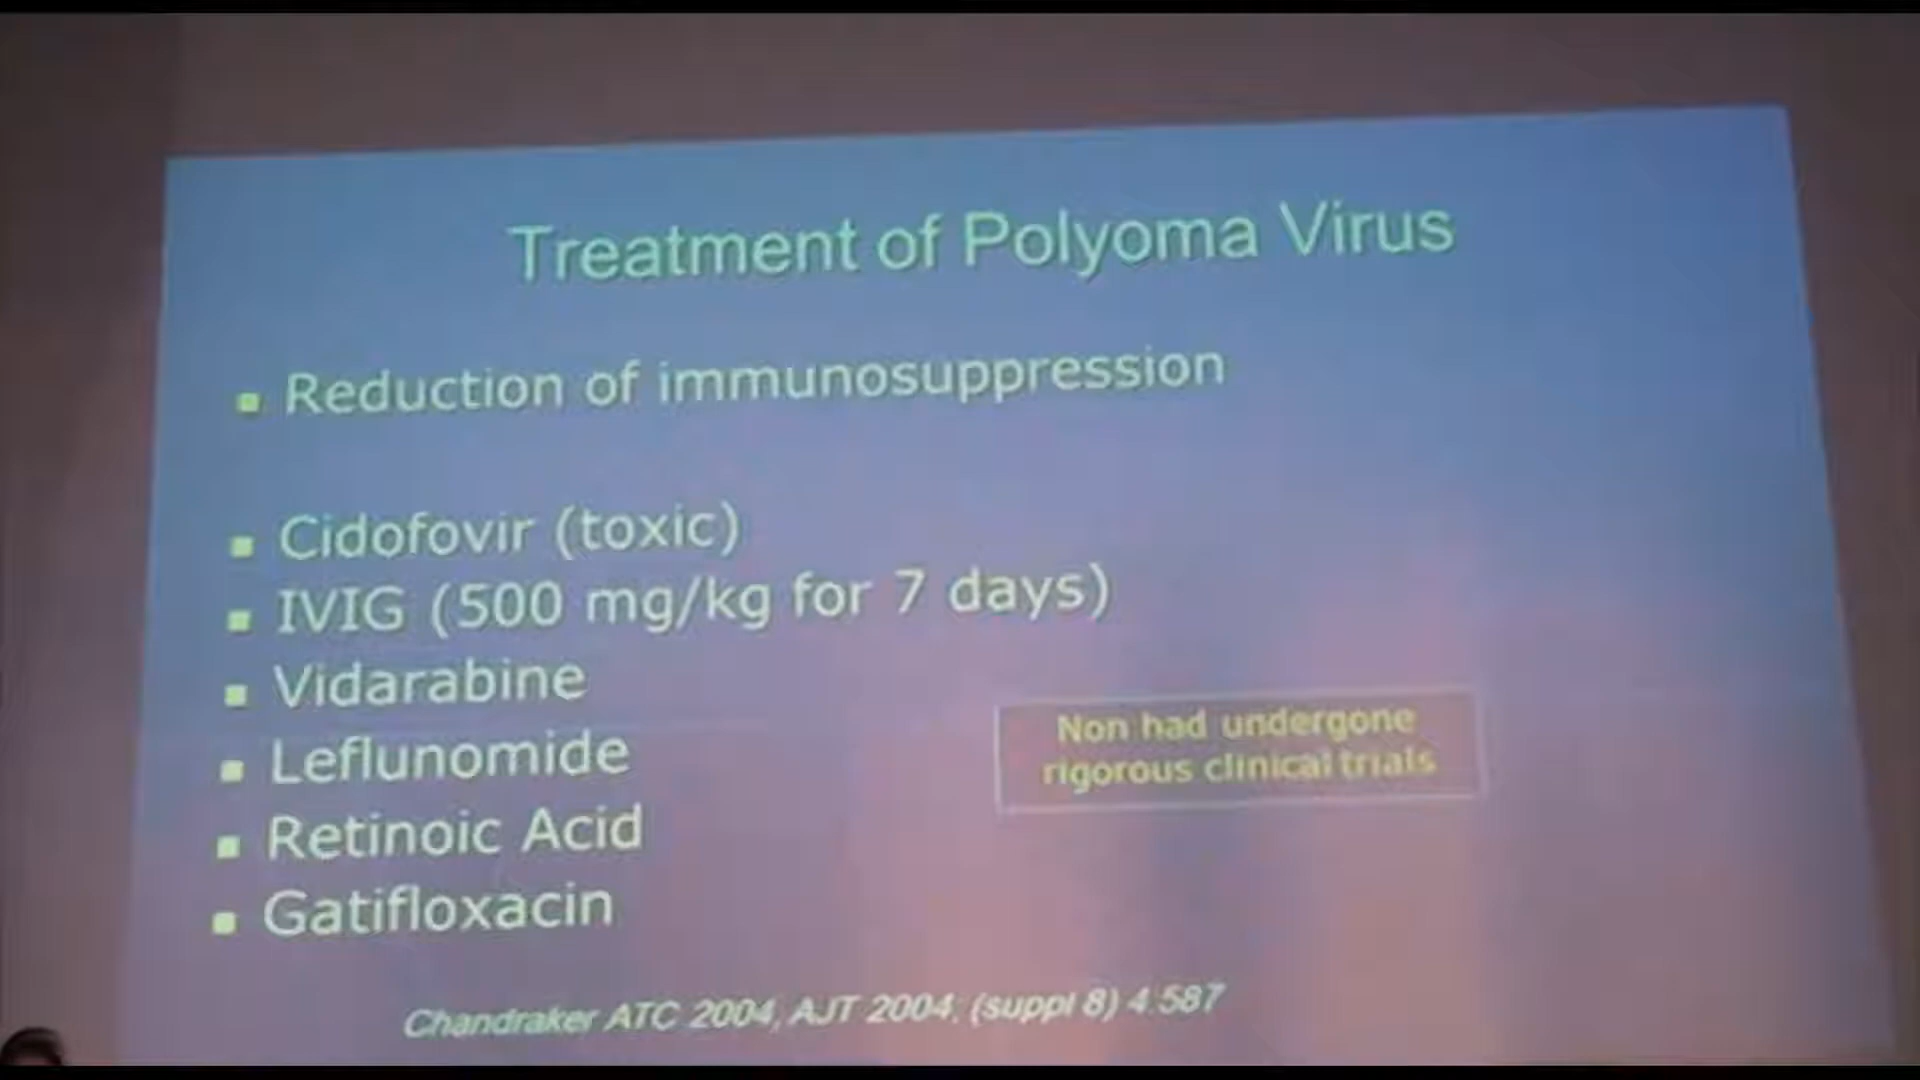 Treatment of Polyoma Virus
Reduction of immunosuppression
Cidofovir (toxic)
IVIG (500 mg/kg for 7 days)
Vidarabine
Leflunomide
Retinoic Acid
Gatifloxacin
Non had undergone
rigorous clinical trials
Chandraker ATC 2004, AJT 2004; (suppl 8) 4:587